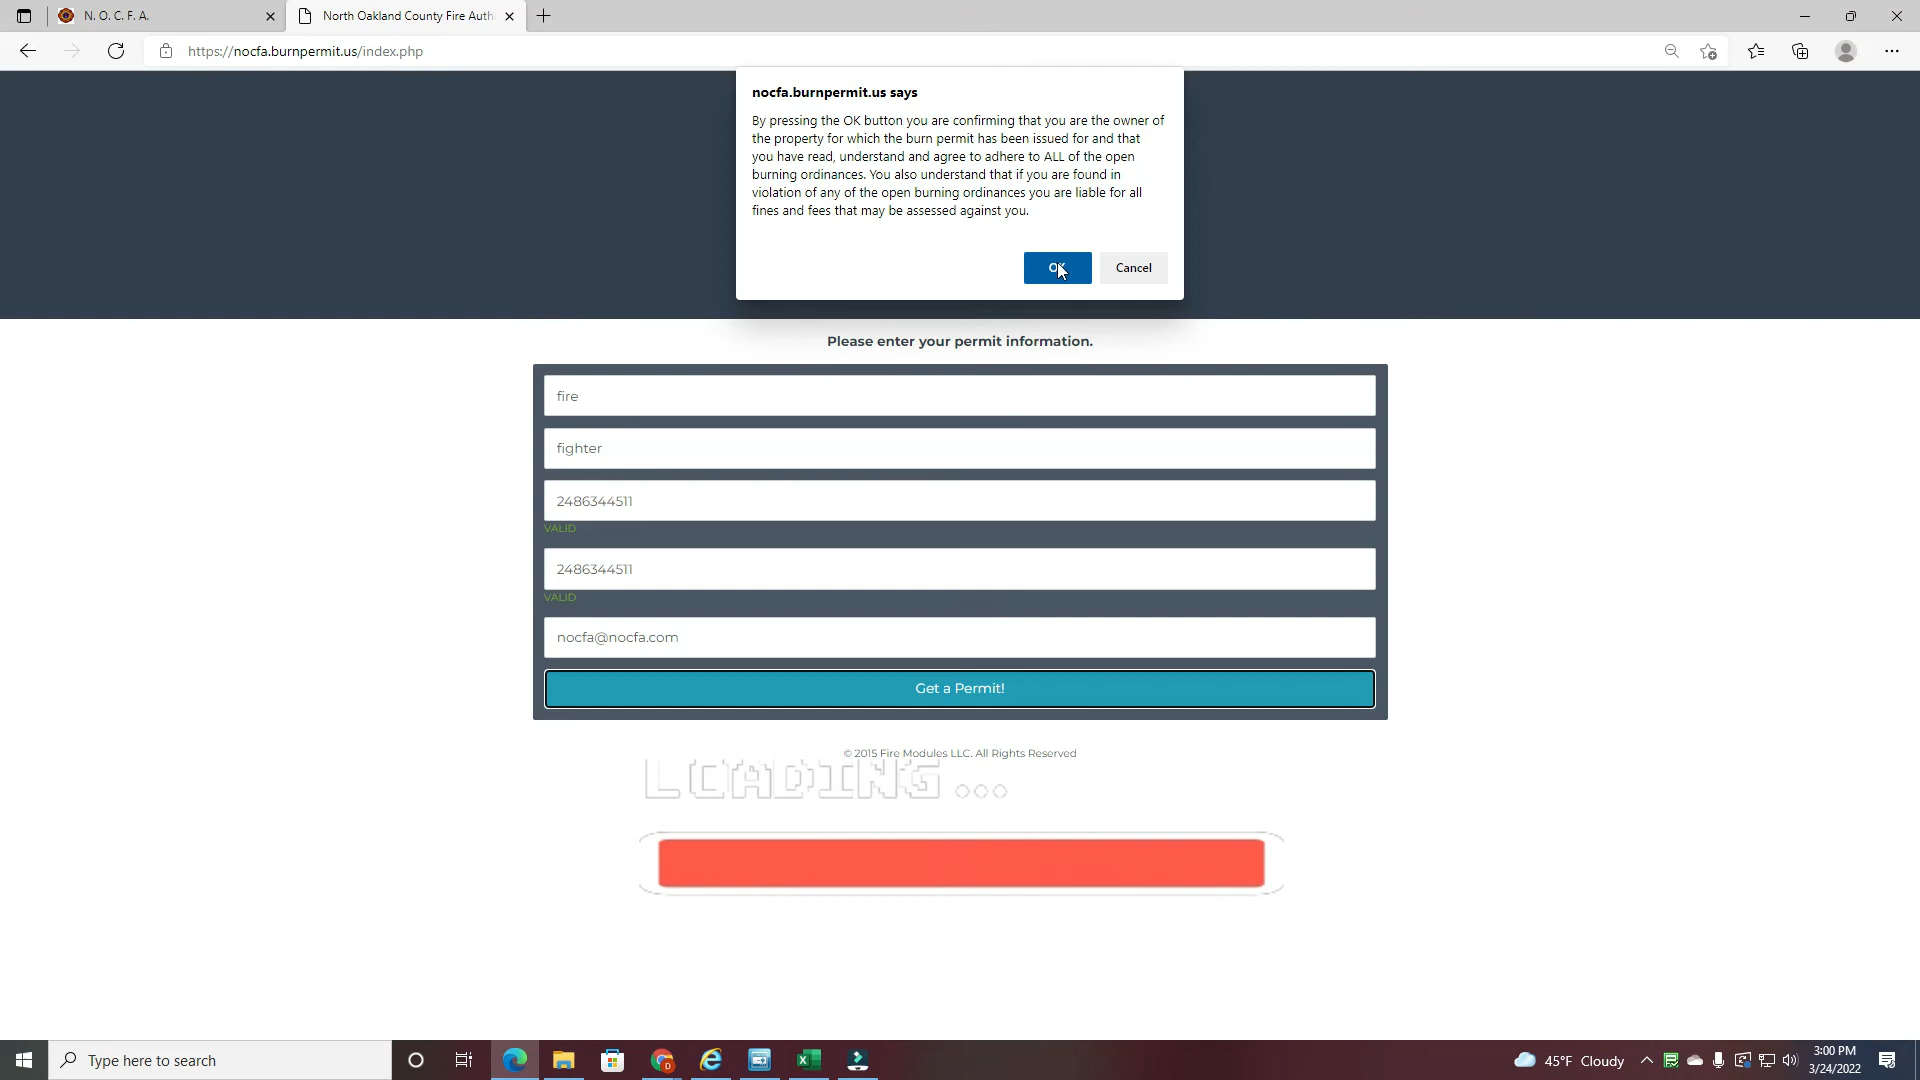 N. O. C. F. A.
North Oakland County Fire Auth
https://nocfa.burnpermit.us/index.php
nocfa.burnpermit.us says
By pressing the OK button you are confirming that you are the owner of
the property for which the burn permit has been issued for and that
you have read, understand and agree to adhere to ALL of the open
burning ordinances. You also understand that if you are found in
violation of any of the open burning ordinances you are liable for all
fines and fees that may be assessed against you.
OK
Cancel
Please enter your permit information.
fire
fighter
2486344511
VALID
2486344511
VALID
nocfa@nocfa.com
Get a Permit!
© 2015 Fire Modules LLC. All Rights Reserved
LOADING...
Type here to search
45°F Cloudy
3:00 PM
3/24/2022